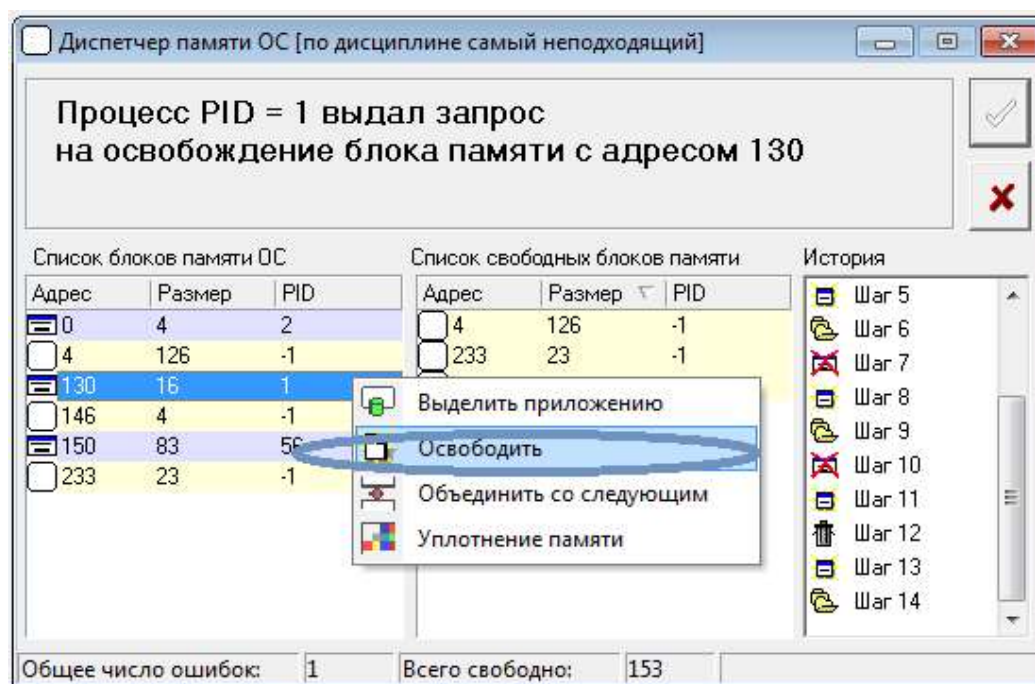 Диспетчер памяти ОС [по дисциплине самый неподходящий]
Процесс PID = 1 выдал запрос
на освобождение блока памяти с адресом 130
Список блоков памяти ОС
Адрес Размер PID
0 4 2
4 126 -1
130 16 1
146 4 -1
150 83 56
233 23 -1
Список свободных блоков памяти
Адрес Размер PID
4 126 -1
233 23 -1
Выделить приложению
Освободить
Объединить со следующим
Уплотнение памяти
История
Шаг 5
Шаг 6
Шаг 7
Шаг 8
Шаг 9
Шаг 10
Шаг 11
Шаг 12
Шаг 13
Шаг 14
Общее число ошибок: 1 Всего свободно: 153